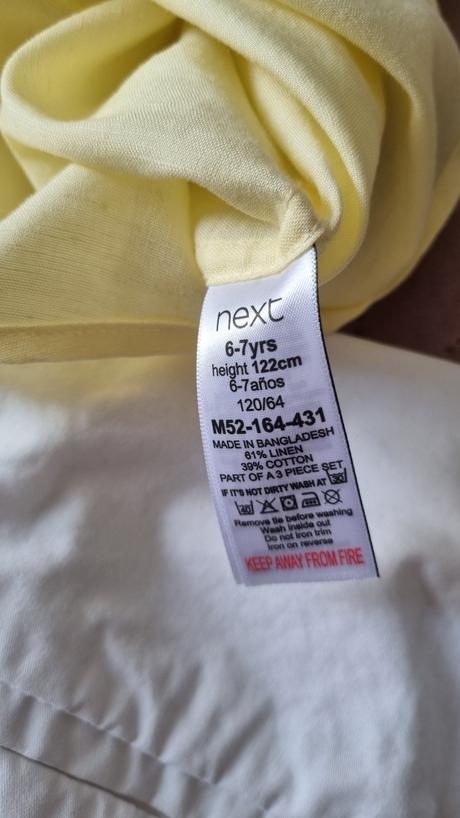 next
6-7yrs
height 122cm
6-7años
120/64
M52-164-431
MADE IN BANGLADESH
61% LINEN
39% COTTON
PART OF A 3 PIECE SET
IF IT'S NOT DIRTY WASH AT 30
40
Remove tie before washing
Wash inside out
Do not iron trim
Iron on reverse
KEEP AWAY FROM FIRE